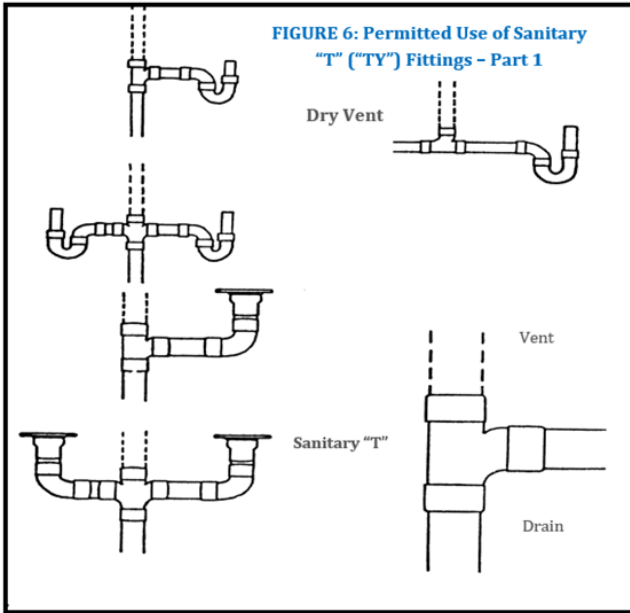 FIGURE 6: Permitted Use of Sanitary
“T” (“TY”) Fittings – Part 1
Dry Vent
Vent
Sanitary “T”
Drain